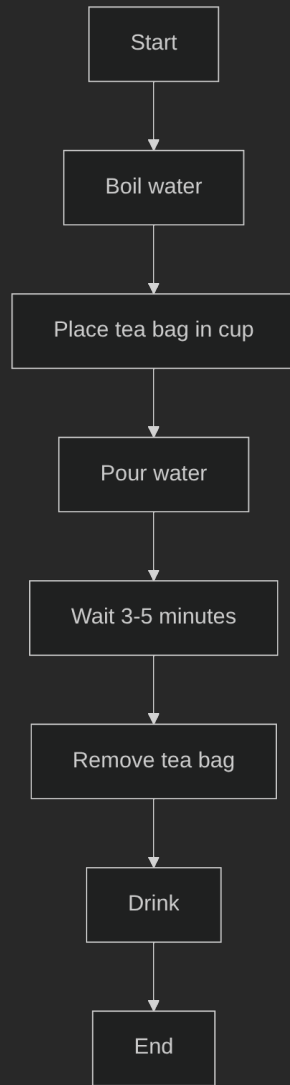 Start
Boil water
Place tea bag in cup
Pour water
Wait 3-5 minutes
Remove tea bag
Drink
End